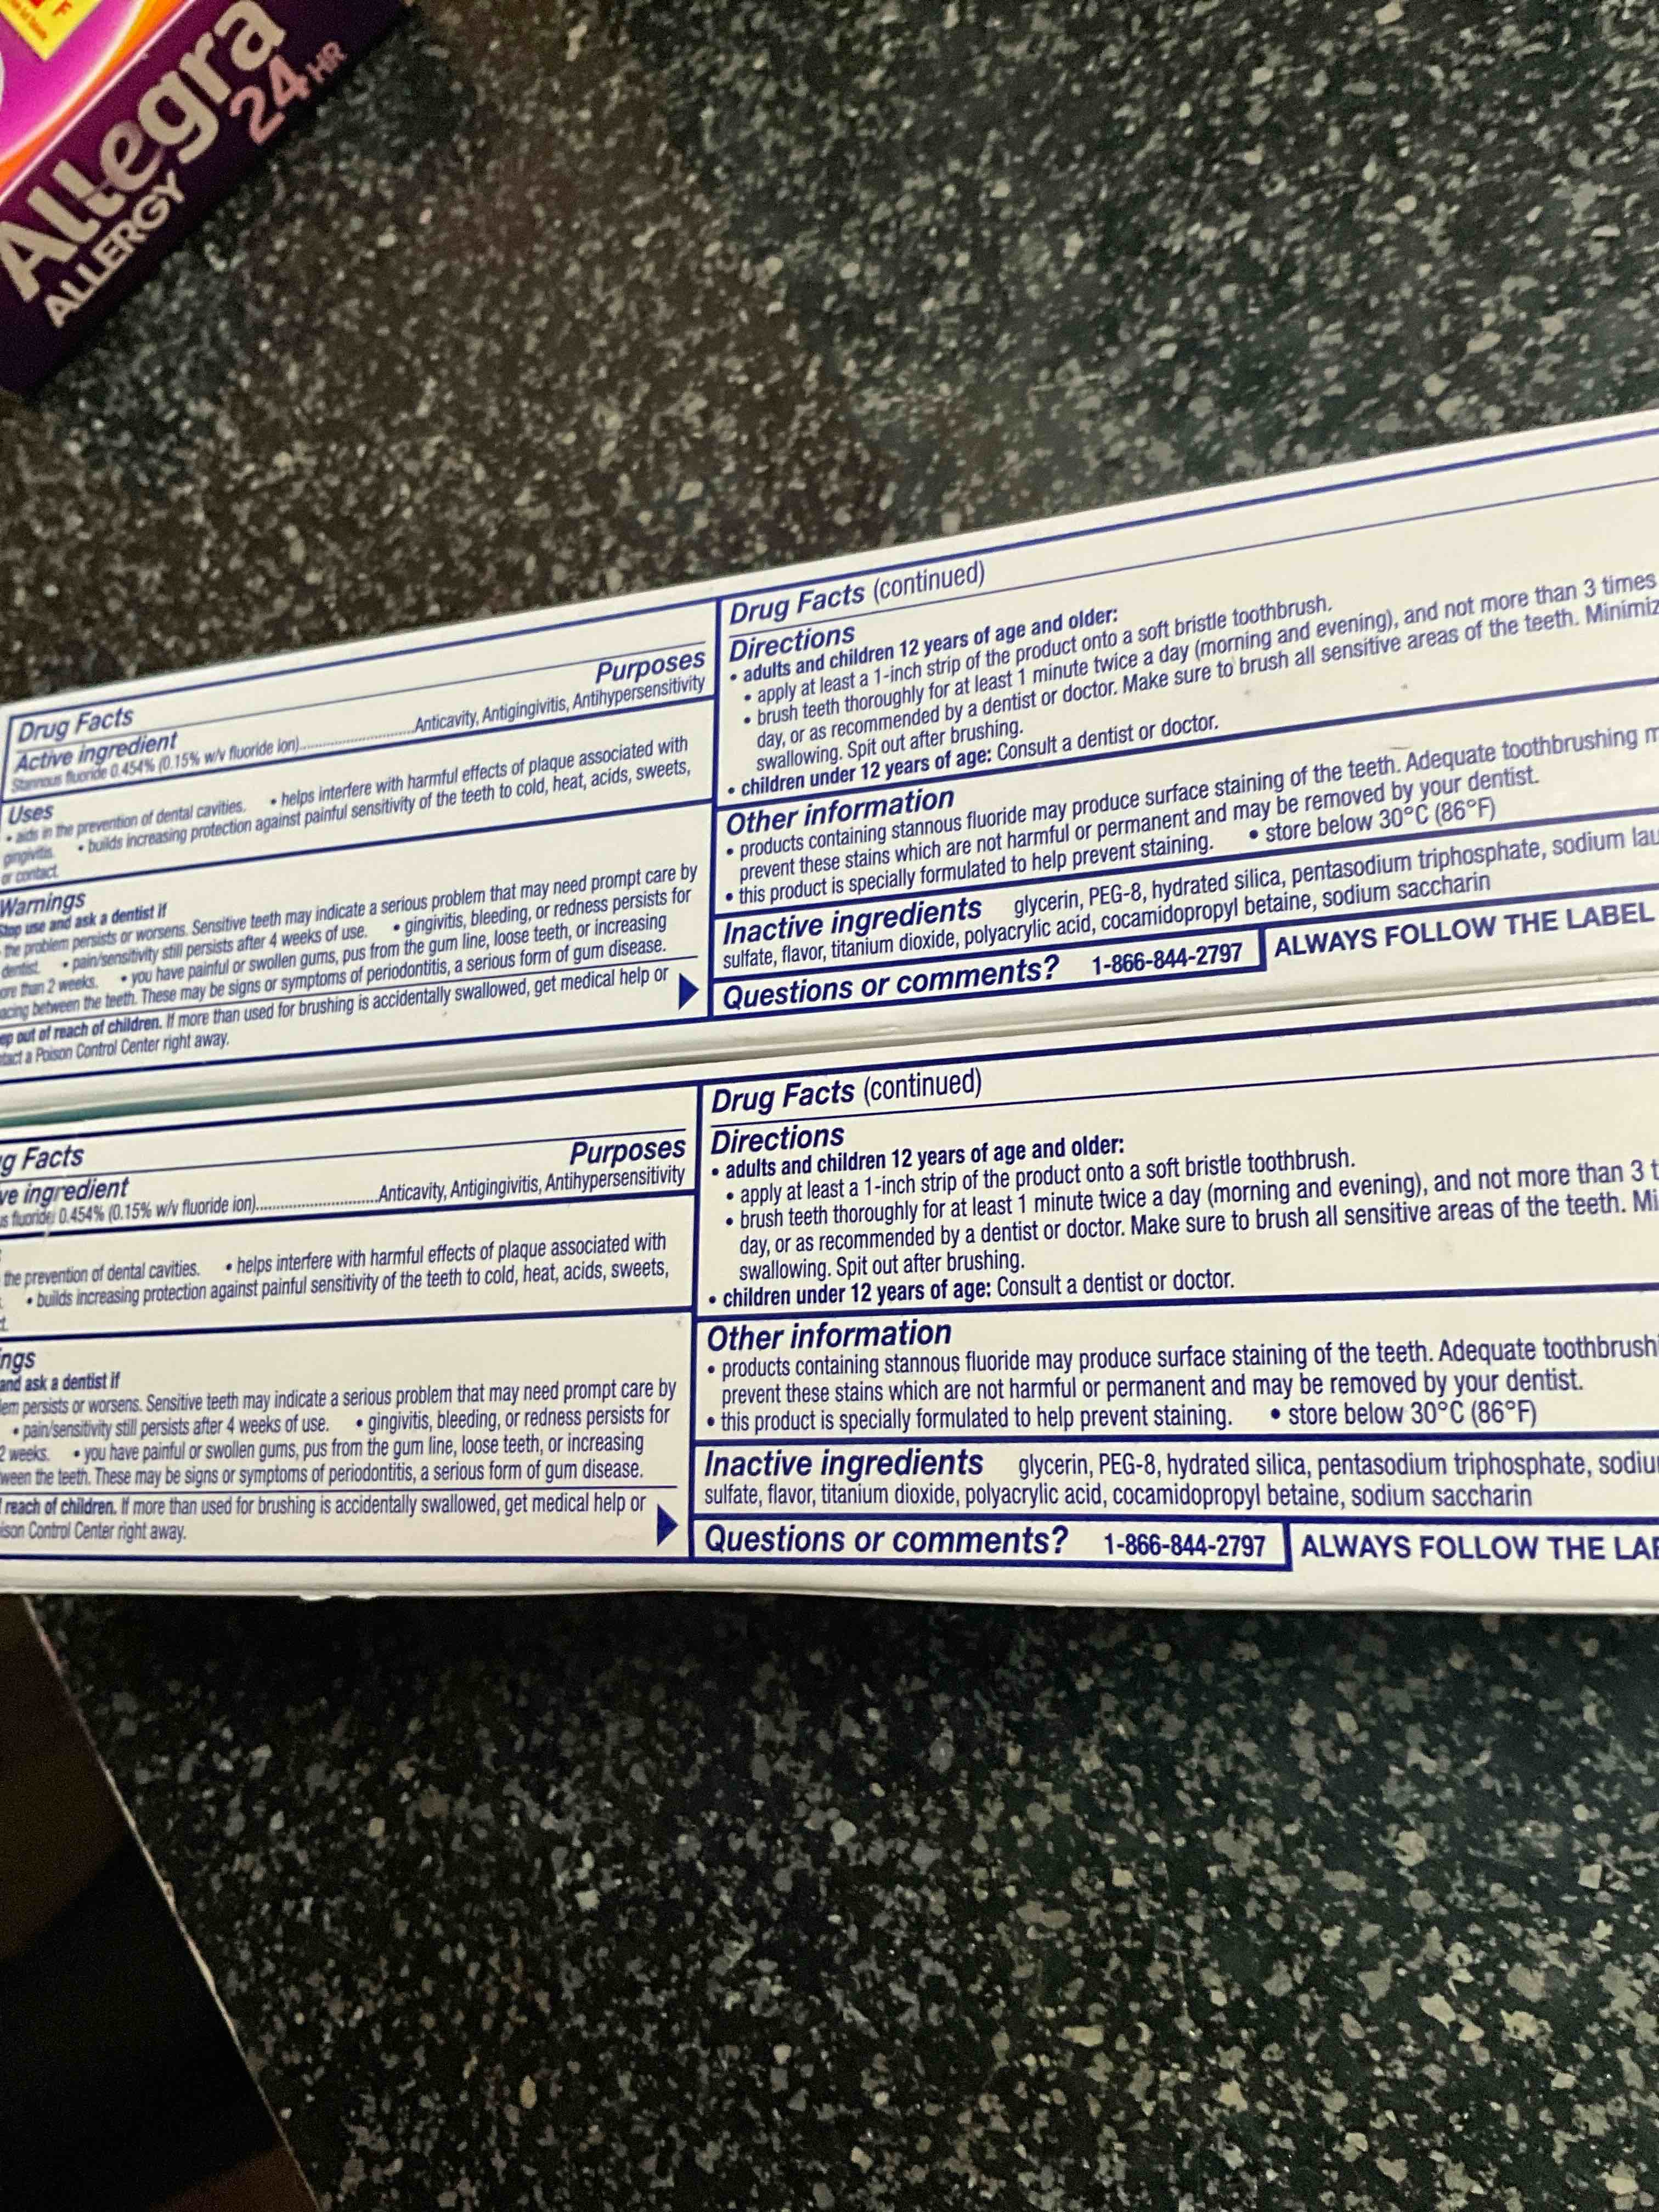 Allegra
24 HR
ALLERGY
Drug Facts
Active ingredient
Purposes
Stannous fluoride 0.454% (0.15% w/v fluoride ion)..............................Anticavity, Antigingivitis, Antihypersensitivity
Uses
• aids in the prevention of dental cavities. • helps interfere with harmful effects of plaque associated with
gingivitis. • builds increasing protection against painful sensitivity of the teeth to cold, heat, acids, sweets,
or contact.
Warnings
Stop use and ask a dentist if
the problem persists or worsens. Sensitive teeth may indicate a serious problem that may need prompt care by
dentist. • pain/sensitivity still persists after 4 weeks of use. • gingivitis, bleeding, or redness persists for
ore than 2 weeks. • you have painful or swollen gums, pus from the gum line, loose teeth, or increasing
acing between the teeth. These may be signs or symptoms of periodontitis, a serious form of gum disease.
ep out of reach of children. If more than used for brushing is accidentally swallowed, get medical help or
tact a Poison Control Center right away.
Drug Facts (continued)
Directions
• adults and children 12 years of age and older:
• apply at least a 1-inch strip of the product onto a soft bristle toothbrush.
• brush teeth thoroughly for at least 1 minute twice a day (morning and evening), and not more than 3 times
day, or as recommended by a dentist or doctor. Make sure to brush all sensitive areas of the teeth. Minimiz
swallowing. Spit out after brushing.
• children under 12 years of age: Consult a dentist or doctor.
Other information
• products containing stannous fluoride may produce surface staining of the teeth. Adequate toothbrushing m
prevent these stains which are not harmful or permanent and may be removed by your dentist.
• this product is specially formulated to help prevent staining. • store below 30°C (86°F)
Inactive ingredients glycerin, PEG-8, hydrated silica, pentasodium triphosphate, sodium lau
sulfate, flavor, titanium dioxide, polyacrylic acid, cocamidopropyl betaine, sodium saccharin
Questions or comments? 1-866-844-2797 ALWAYS FOLLOW THE LABEL
g Facts
ve ingredient
Purposes
us fluoride 0.454% (0.15% w/v fluoride ion)..............................Anticavity, Antigingivitis, Antihypersensitivity
the prevention of dental cavities. • helps interfere with harmful effects of plaque associated with
• builds increasing protection against painful sensitivity of the teeth to cold, heat, acids, sweets,
t.
ngs
and ask a dentist if
lem persists or worsens. Sensitive teeth may indicate a serious problem that may need prompt care by
• pain/sensitivity still persists after 4 weeks of use. • gingivitis, bleeding, or redness persists for
2 weeks. • you have painful or swollen gums, pus from the gum line, loose teeth, or increasing
ween the teeth. These may be signs or symptoms of periodontitis, a serious form of gum disease.
reach of children. If more than used for brushing is accidentally swallowed, get medical help or
ison Control Center right away.
Drug Facts (continued)
Directions
• adults and children 12 years of age and older:
• apply at least a 1-inch strip of the product onto a soft bristle toothbrush.
• brush teeth thoroughly for at least 1 minute twice a day (morning and evening), and not more than 3 t
day, or as recommended by a dentist or doctor. Make sure to brush all sensitive areas of the teeth. Mi
swallowing. Spit out after brushing.
• children under 12 years of age: Consult a dentist or doctor.
Other information
• products containing stannous fluoride may produce surface staining of the teeth. Adequate toothbrushi
prevent these stains which are not harmful or permanent and may be removed by your dentist.
• this product is specially formulated to help prevent staining. • store below 30°C (86°F)
Inactive ingredients glycerin, PEG-8, hydrated silica, pentasodium triphosphate, sodiu
sulfate, flavor, titanium dioxide, polyacrylic acid, cocamidopropyl betaine, sodium saccharin
Questions or comments? 1-866-844-2797 ALWAYS FOLLOW THE LAB